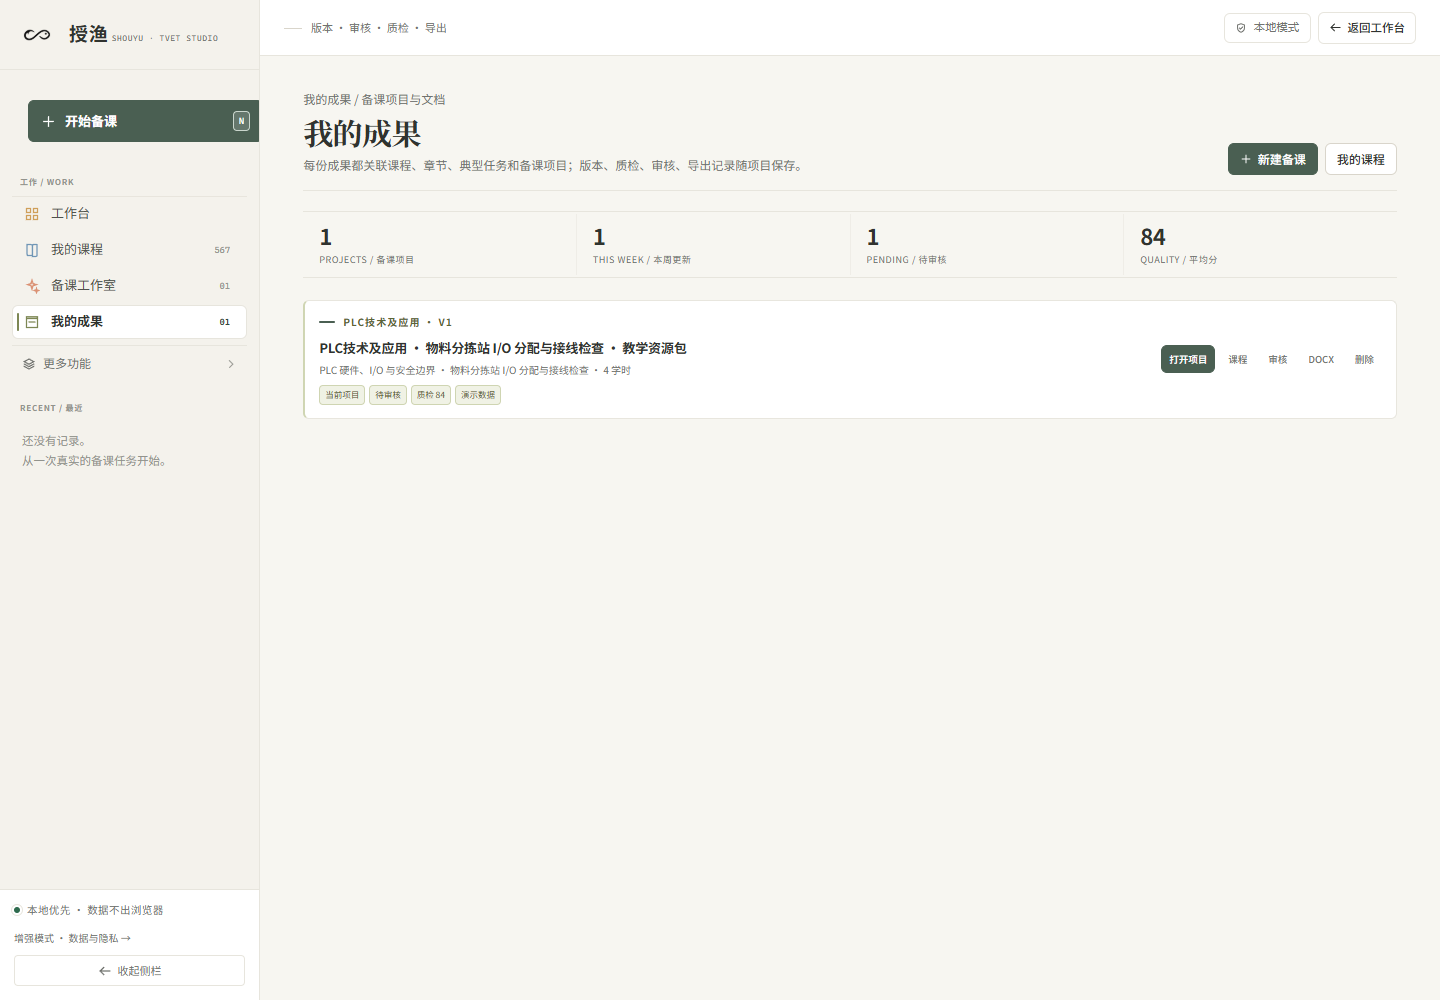 授渔 SHOUYU · TVET STUDIO
开始备课 N
工作 / WORK
工作台
我的课程 567
备课工作室 01
我的成果 01
更多功能
RECENT / 最近
还没有记录。
从一次真实的备课任务开始。
本地优先 · 数据不出浏览器
增强模式 · 数据与隐私 →
收起侧栏
版本 · 审核 · 质检 · 导出
本地模式
返回工作台
我的成果 / 备课项目与文档
我的成果
每份成果都关联课程、章节、典型任务和备课项目；版本、质检、审核、导出记录随项目保存。
新建备课
我的课程
1
PROJECTS / 备课项目
1
THIS WEEK / 本周更新
1
PENDING / 待审核
84
QUALITY / 平均分
PLC技术及应用 · V1
PLC技术及应用 · 物料分拣站 I/O 分配与接线检查 · 教学资源包
PLC 硬件、I/O 与安全边界 · 物料分拣站 I/O 分配与接线检查 · 4 学时
当前项目 待审核 质检 84 演示数据
打开项目 课程 审核 DOCX 删除